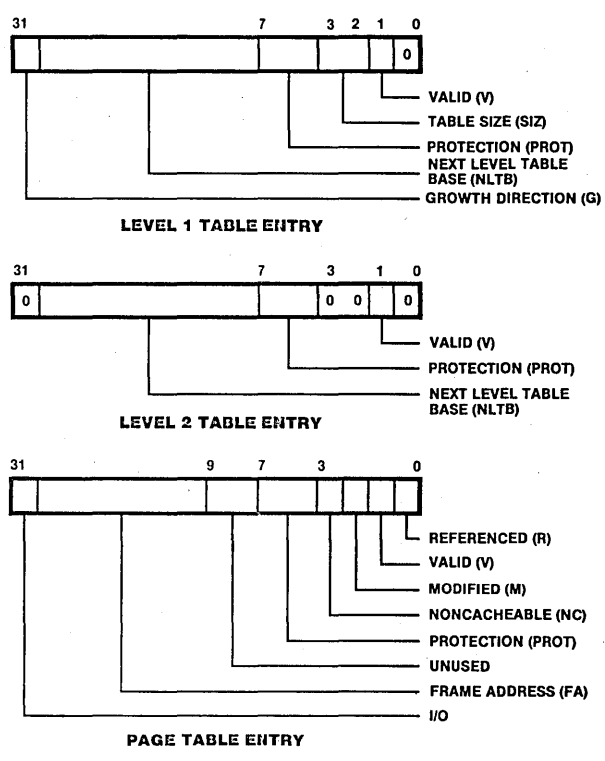 31 7 3 2 1 0
0
VALID (V)
TABLE SIZE (SIZ)
PROTECTION (PROT)
NEXT LEVEL TABLE
BASE (NLTB)
GROWTH DIRECTION (G)
LEVEL 1 TABLE ENTRY
31 7 3 1 0
0 0 0 0
VALID (V)
PROTECTION (PROT)
NEXT LEVEL TABLE
BASE (NLTB)
LEVEL 2 TABLE ENTRY
31 9 7 3 0
REFERENCED (R)
VALID (V)
MODIFIED (M)
NONCACHEABLE (NC)
PROTECTION (PROT)
UNUSED
FRAME ADDRESS (FA)
I/O
PAGE TABLE ENTRY